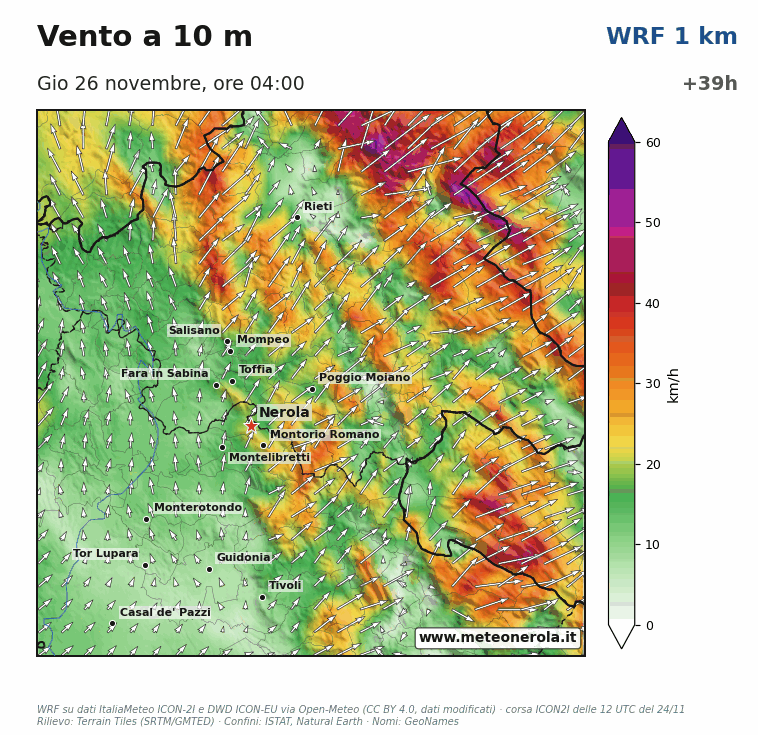 Vento a 10 m
WRF 1 km
Gio 26 novembre, ore 04:00
+39h
Rieti
Salisano
Mompeo
Fara in Sabina
Toffia
Poggio Moiano
Nerola
Montorio Romano
Montelibretti
Monterotondo
Tor Lupara
Guidonia
Tivoli
Casal de' Pazzi
www.meteonerola.it
60
50
40
30
20
10
0
km/h
WRF su dati ItaliaMeteo ICON-2I e DWD ICON-EU via Open-Meteo (CC BY 4.0, dati modificati) · corsa ICON2I delle 12 UTC del 24/11
Rilievo: Terrain Tiles (SRTM/GMTED) · Confini: ISTAT, Natural Earth · Nomi: GeoNames